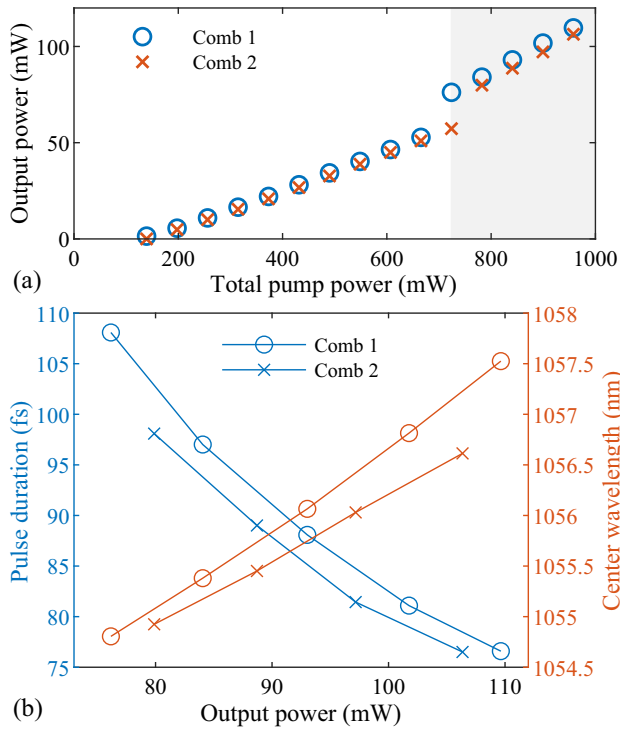 Output power (mW)
100
50
0
Comb 1
Comb 2
0 200 400 600 800 1000
Total pump power (mW)
(a)
Pulse duration (fs)
110
105
100
95
90
85
80
75
Comb 1
Comb 2
1058
1057.5
1057
1056.5
1056
1055.5
1055
1054.5
Center wavelength (nm)
80 90 100 110
Output power (mW)
(b)